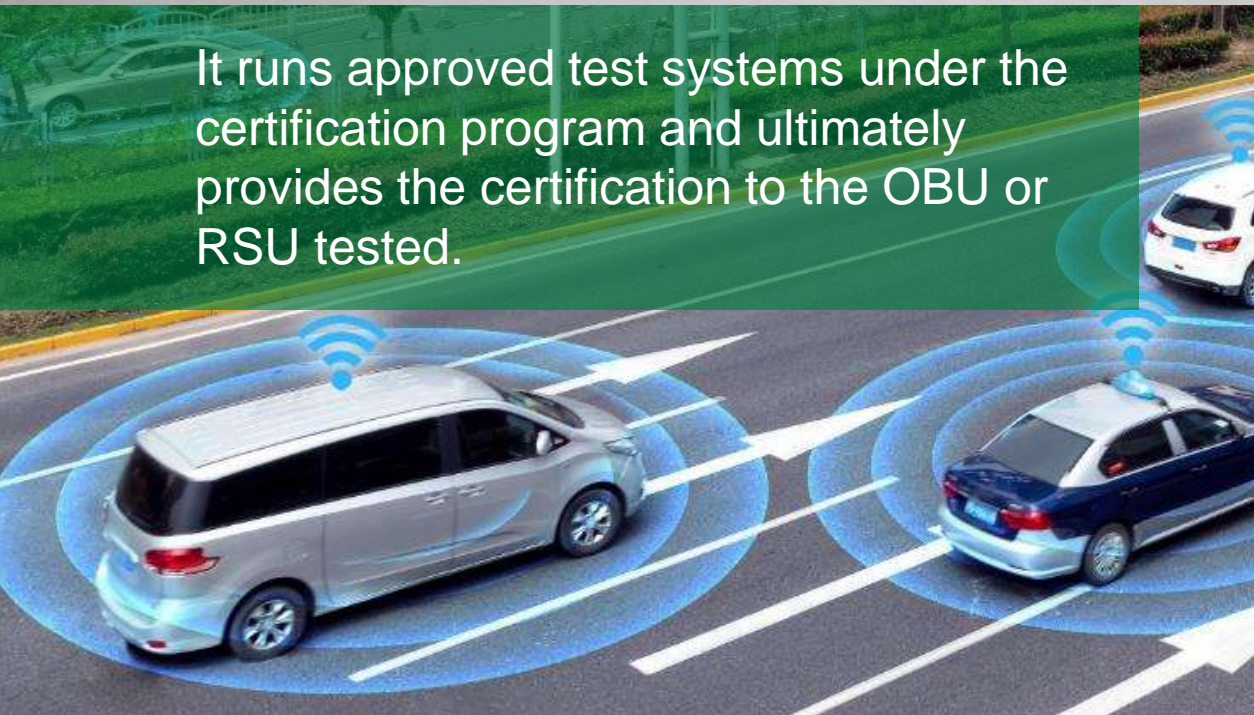 It runs approved test systems under the
certification program and ultimately
provides the certification to the OBU or
RSU tested.